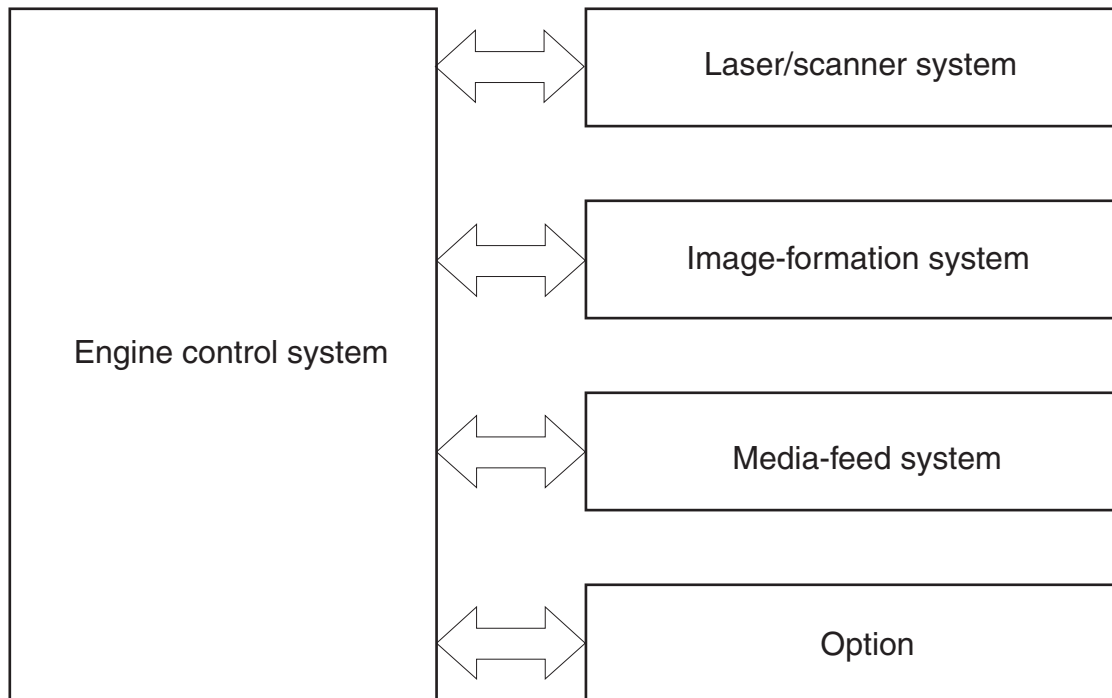 Laser/scanner system
Image-formation system
Engine control system
Media-feed system
Option